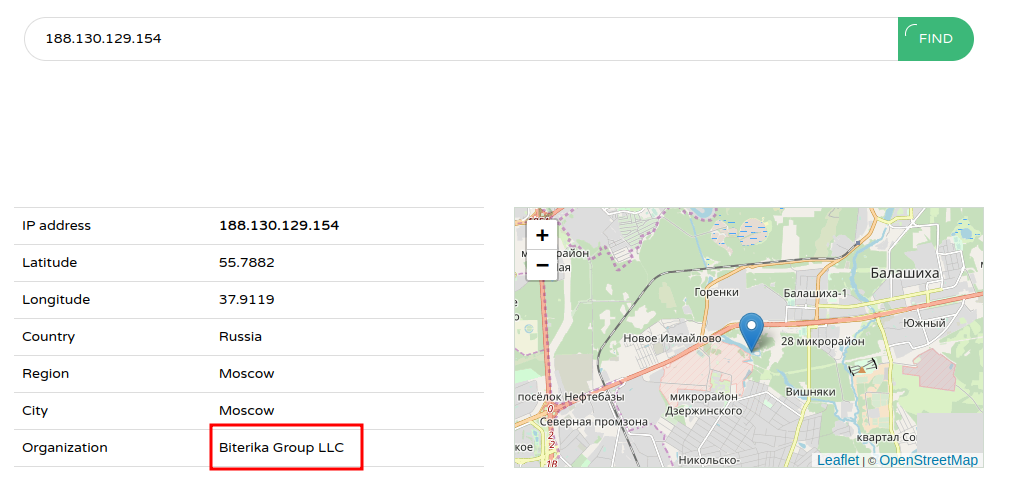 188.130.129.154
FIND
IP address 188.130.129.154
Latitude 55.7882
Longitude 37.9119
Country Russia
Region Moscow
City Moscow
Organization Biterika Group LLC
+
−
Балашиха
Горенки
Балашиха-1
Южный
Новое Измайлово
28 микрорайон
посёлок Нефтебазы
микрорайон
Дзержинского
Вишняки
Северная промзона
квартал Со
Никольско-
Leaflet | © OpenStreetMap